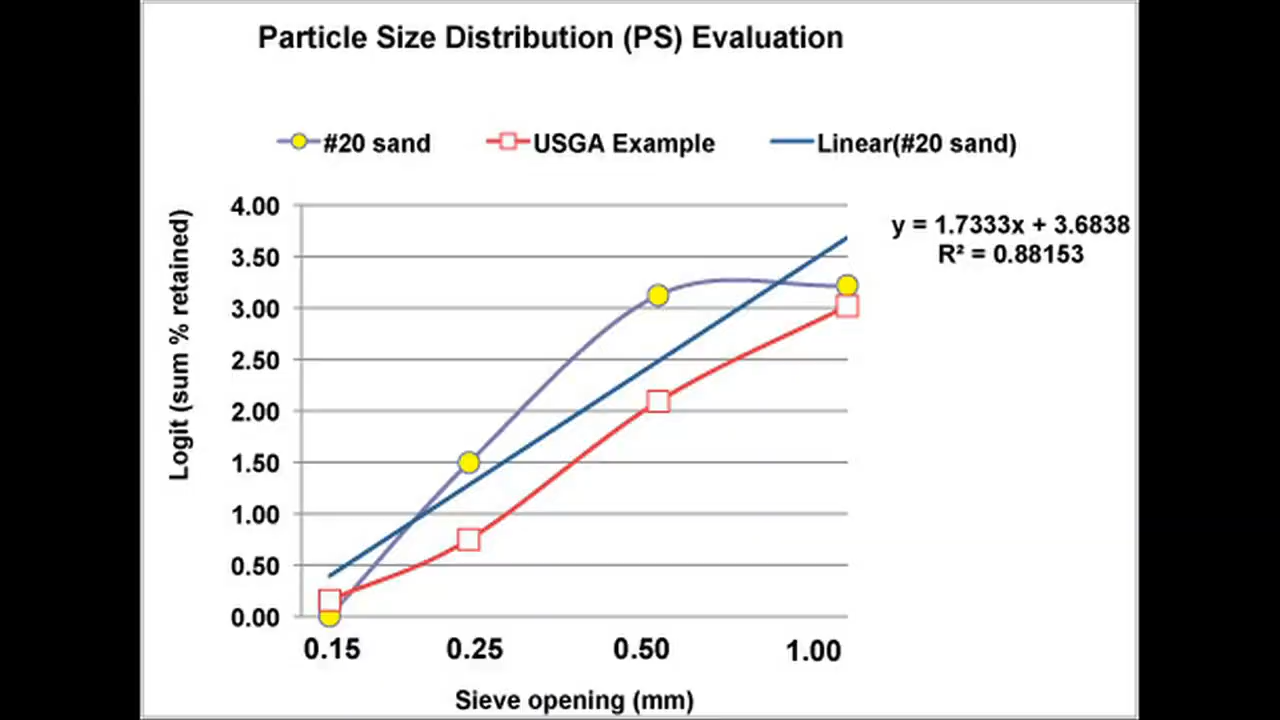 Particle Size Distribution (PS) Evaluation
#20 sand
USGA Example
Linear(#20 sand)
y = 1.7333x + 3.6838
R² = 0.88153
Logit (sum % retained)
4.00
3.50
3.00
2.50
2.00
1.50
1.00
0.50
0.00
0.15 0.25 0.50 1.00
Sieve opening (mm)